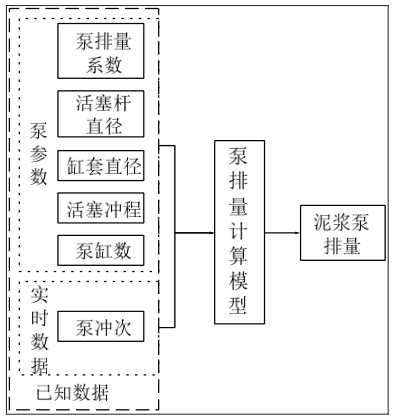 泵参数
泵排量
系数
活塞杆
直径
缸套直径
活塞冲程
泵缸数
实时数据
泵冲次
已知数据
泵排量计算模型
泥浆泵
排量